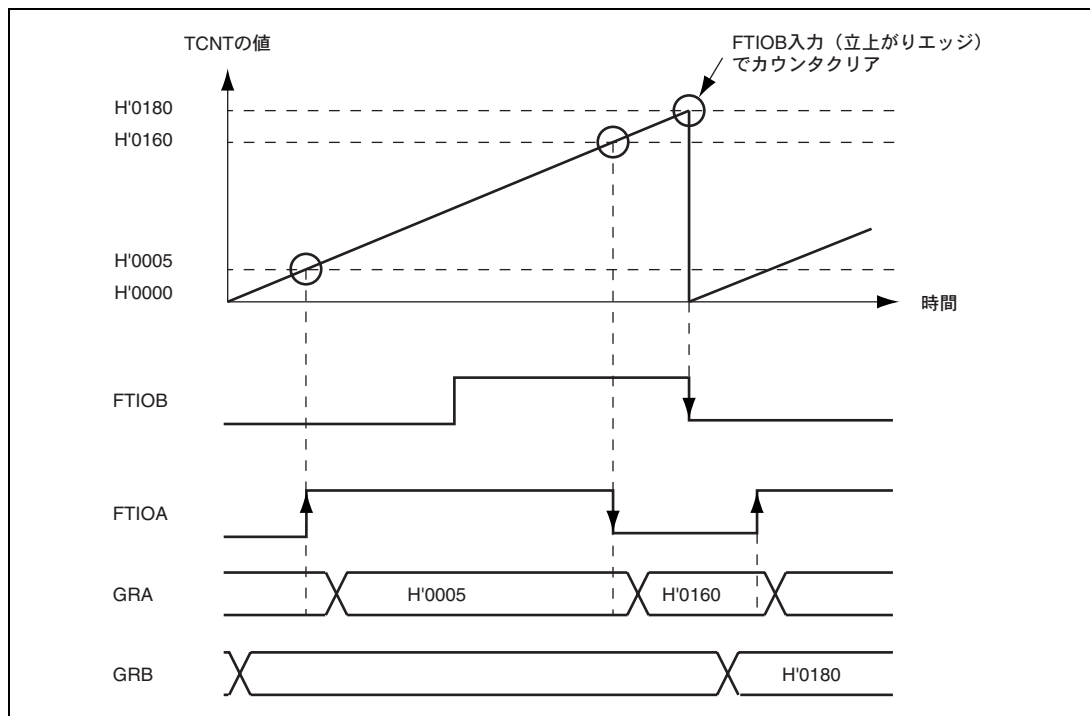 TCNTの値
FTIOB入力（立上がりエッジ）
でカウンタクリア
H'0180
H'0160
H'0005
H'0000
時間
FTIOB
FTIOA
GRA
H'0005
H'0160
GRB
H'0180